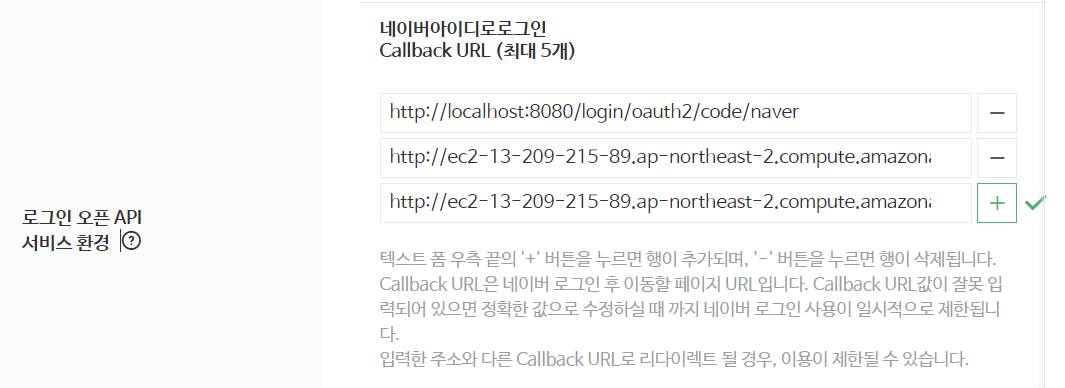 네이버아이디로로그인
Callback URL (최대 5개)
http://localhost:8080/login/oauth2/code/naver
http://ec2-13-209-215-89.ap-northeast-2.compute.amazona
http://ec2-13-209-215-89.ap-northeast-2.compute.amazona
로그인 오픈 API
서비스 환경 ?
텍스트 폼 우측 끝의 '+' 버튼을 누르면 행이 추가되며, '-' 버튼을 누르면 행이 삭제됩니다.
Callback URL은 네이버 로그인 후 이동할 페이지 URL입니다. Callback URL값이 잘못 입
력되어 있으면 정확한 값으로 수정하실 때 까지 네이버 로그인 사용이 일시적으로 제한됩니
다.
입력한 주소와 다른 Callback URL로 리다이렉트 될 경우, 이용이 제한될 수 있습니다.